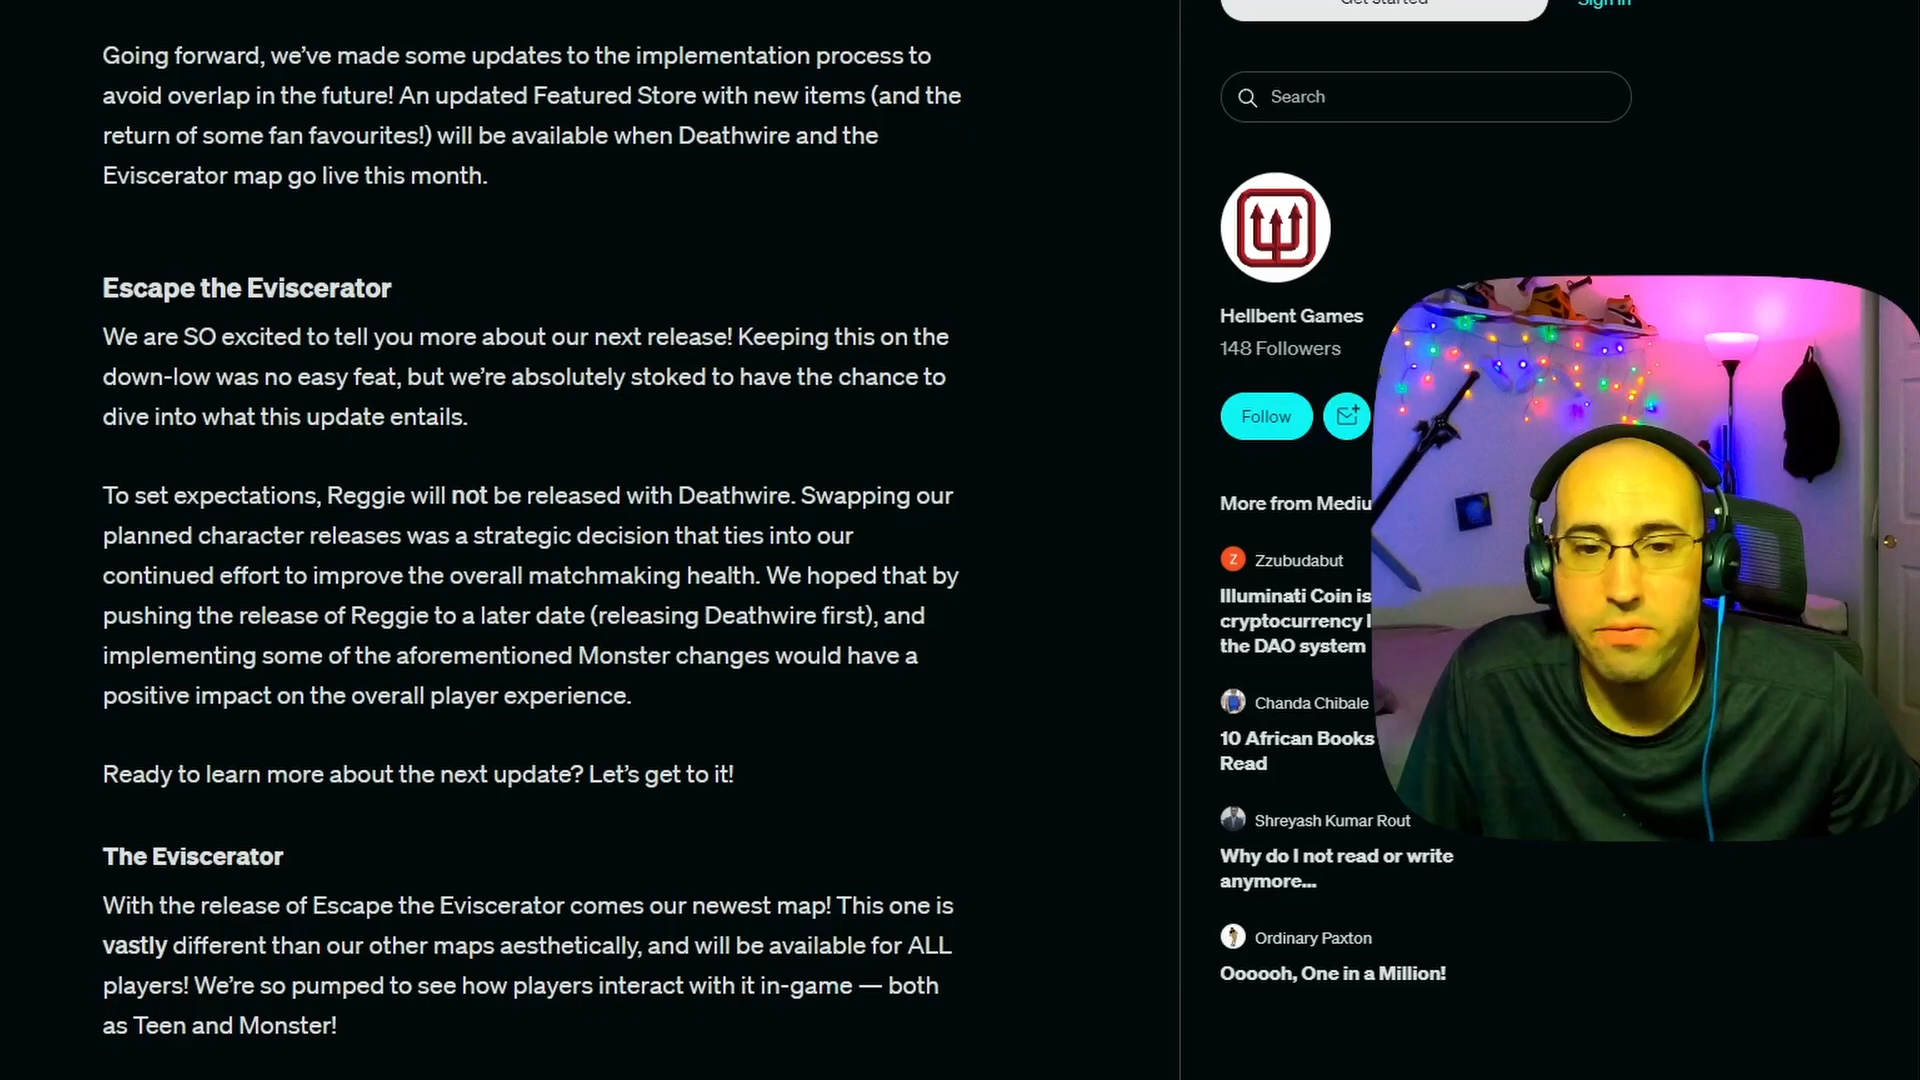 Going forward, we’ve made some updates to the implementation process to
avoid overlap in the future! An updated Featured Store with new items (and the
return of some fan favourites!) will be available when Deathwire and the
Eviscerator map go live this month.
Escape the Eviscerator
We are SO excited to tell you more about our next release! Keeping this on the
down-low was no easy feat, but we’re absolutely stoked to have the chance to
dive into what this update entails.
To set expectations, Reggie will not be released with Deathwire. Swapping our
planned character releases was a strategic decision that ties into our
continued effort to improve the overall matchmaking health. We hoped that by
pushing the release of Reggie to a later date (releasing Deathwire first), and
implementing some of the aforementioned Monster changes would have a
positive impact on the overall player experience.
Ready to learn more about the next update? Let’s get to it!
The Eviscerator
With the release of Escape the Eviscerator comes our newest map! This one is
vastly different than our other maps aesthetically, and will be available for ALL
players! We’re so pumped to see how players interact with it in-game — both
as Teen and Monster!
Get started
Sign In
Search
Hellbent Games
148 Followers
Follow
More from Mediu
Z
Zzubudabut
Illuminati Coin is
cryptocurrency
the DAO system
Chanda Chibale
10 African Books
Read
Shreyash Kumar Rout
Why do I not read or write
anymore...
Ordinary Paxton
Oooooh, One in a Million!